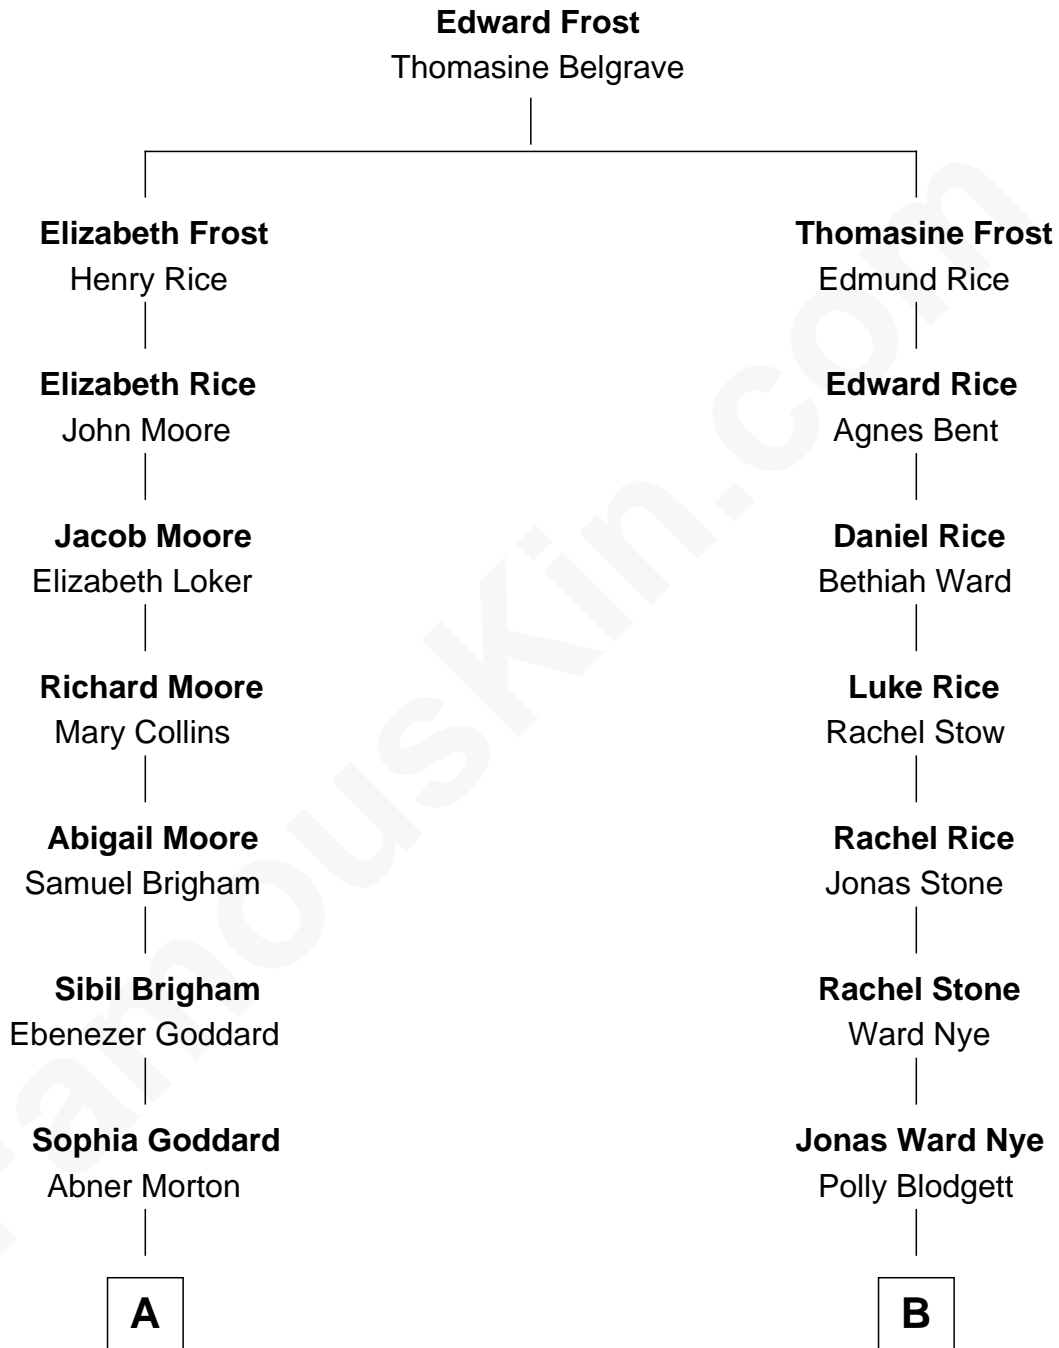 Edward Frost
Thomasine Belgrave
Elizabeth Frost
Henry Rice
Elizabeth Rice
John Moore
Jacob Moore
Elizabeth Loker
Richard Moore
Mary Collins
Abigail Moore
Samuel Brigham
Sibil Brigham
Ebenezer Goddard
Sophia Goddard
Abner Morton
A
Thomasine Frost
Edmund Rice
Edward Rice
Agnes Bent
Daniel Rice
Bethiah Ward
Luke Rice
Rachel Stow
Rachel Rice
Jonas Stone
Rachel Stone
Ward Nye
Jonas Ward Nye
Polly Blodgett
B
FamousKin.com